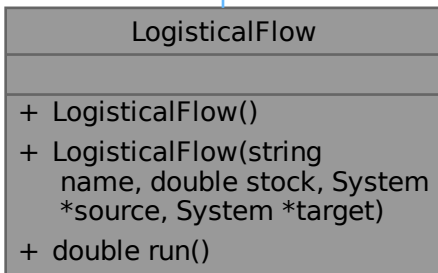 LogisticalFlow
+ LogisticalFlow()
+ LogisticalFlow(string
name, double stock, System
*source, System *target)
+ double run()